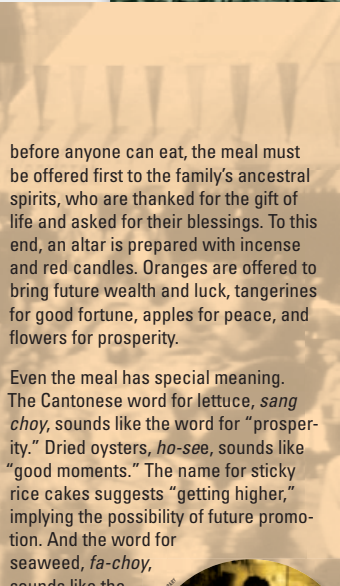 before anyone can eat, the meal must
be offered first to the family’s ancestral
spirits, who are thanked for the gift of
life and asked for their blessings. To this
end, an altar is prepared with incense
and red candles. Oranges are offered to
bring future wealth and luck, tangerines
for good fortune, apples for peace, and
flowers for prosperity.
Even the meal has special meaning.
The Cantonese word for lettuce, sang
choy, sounds like the word for “prosper-
ity.” Dried oysters, ho-see, sounds like
“good moments.” The name for sticky
rice cakes suggests “getting higher,”
implying the possibility of future promo-
tion. And the word for
seaweed, fa-choy,
sounds like the